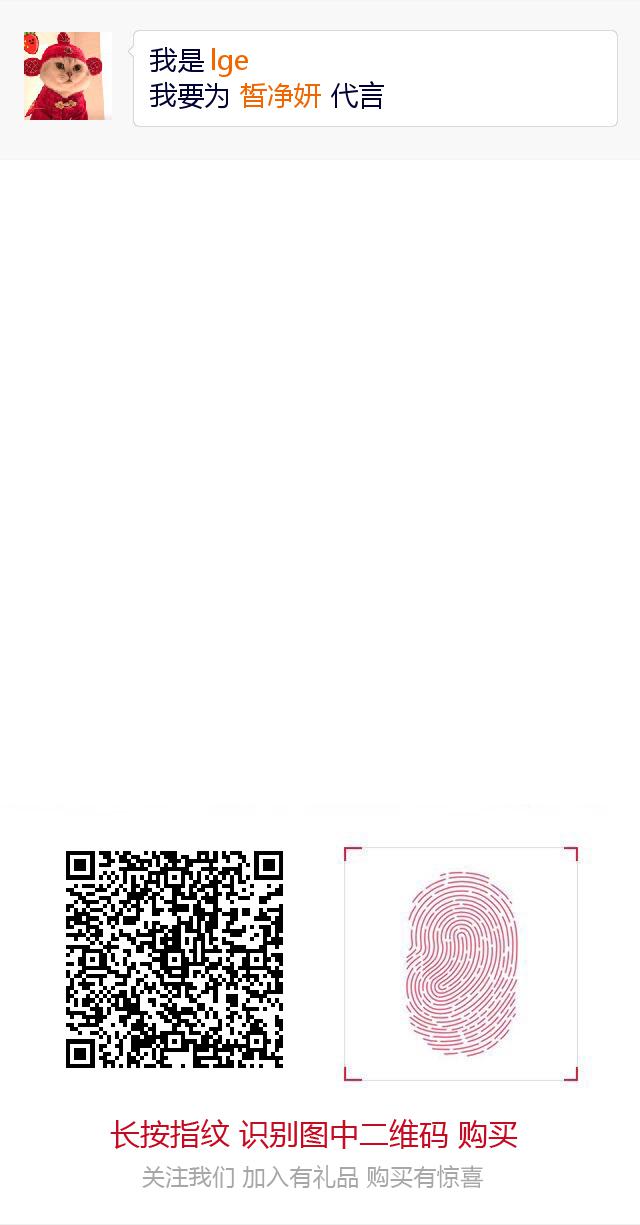 我是 lge
我要为 皙净妍 代言
长按指纹 识别图中二维码 购买
关注我们 加入有礼品 购买有惊喜